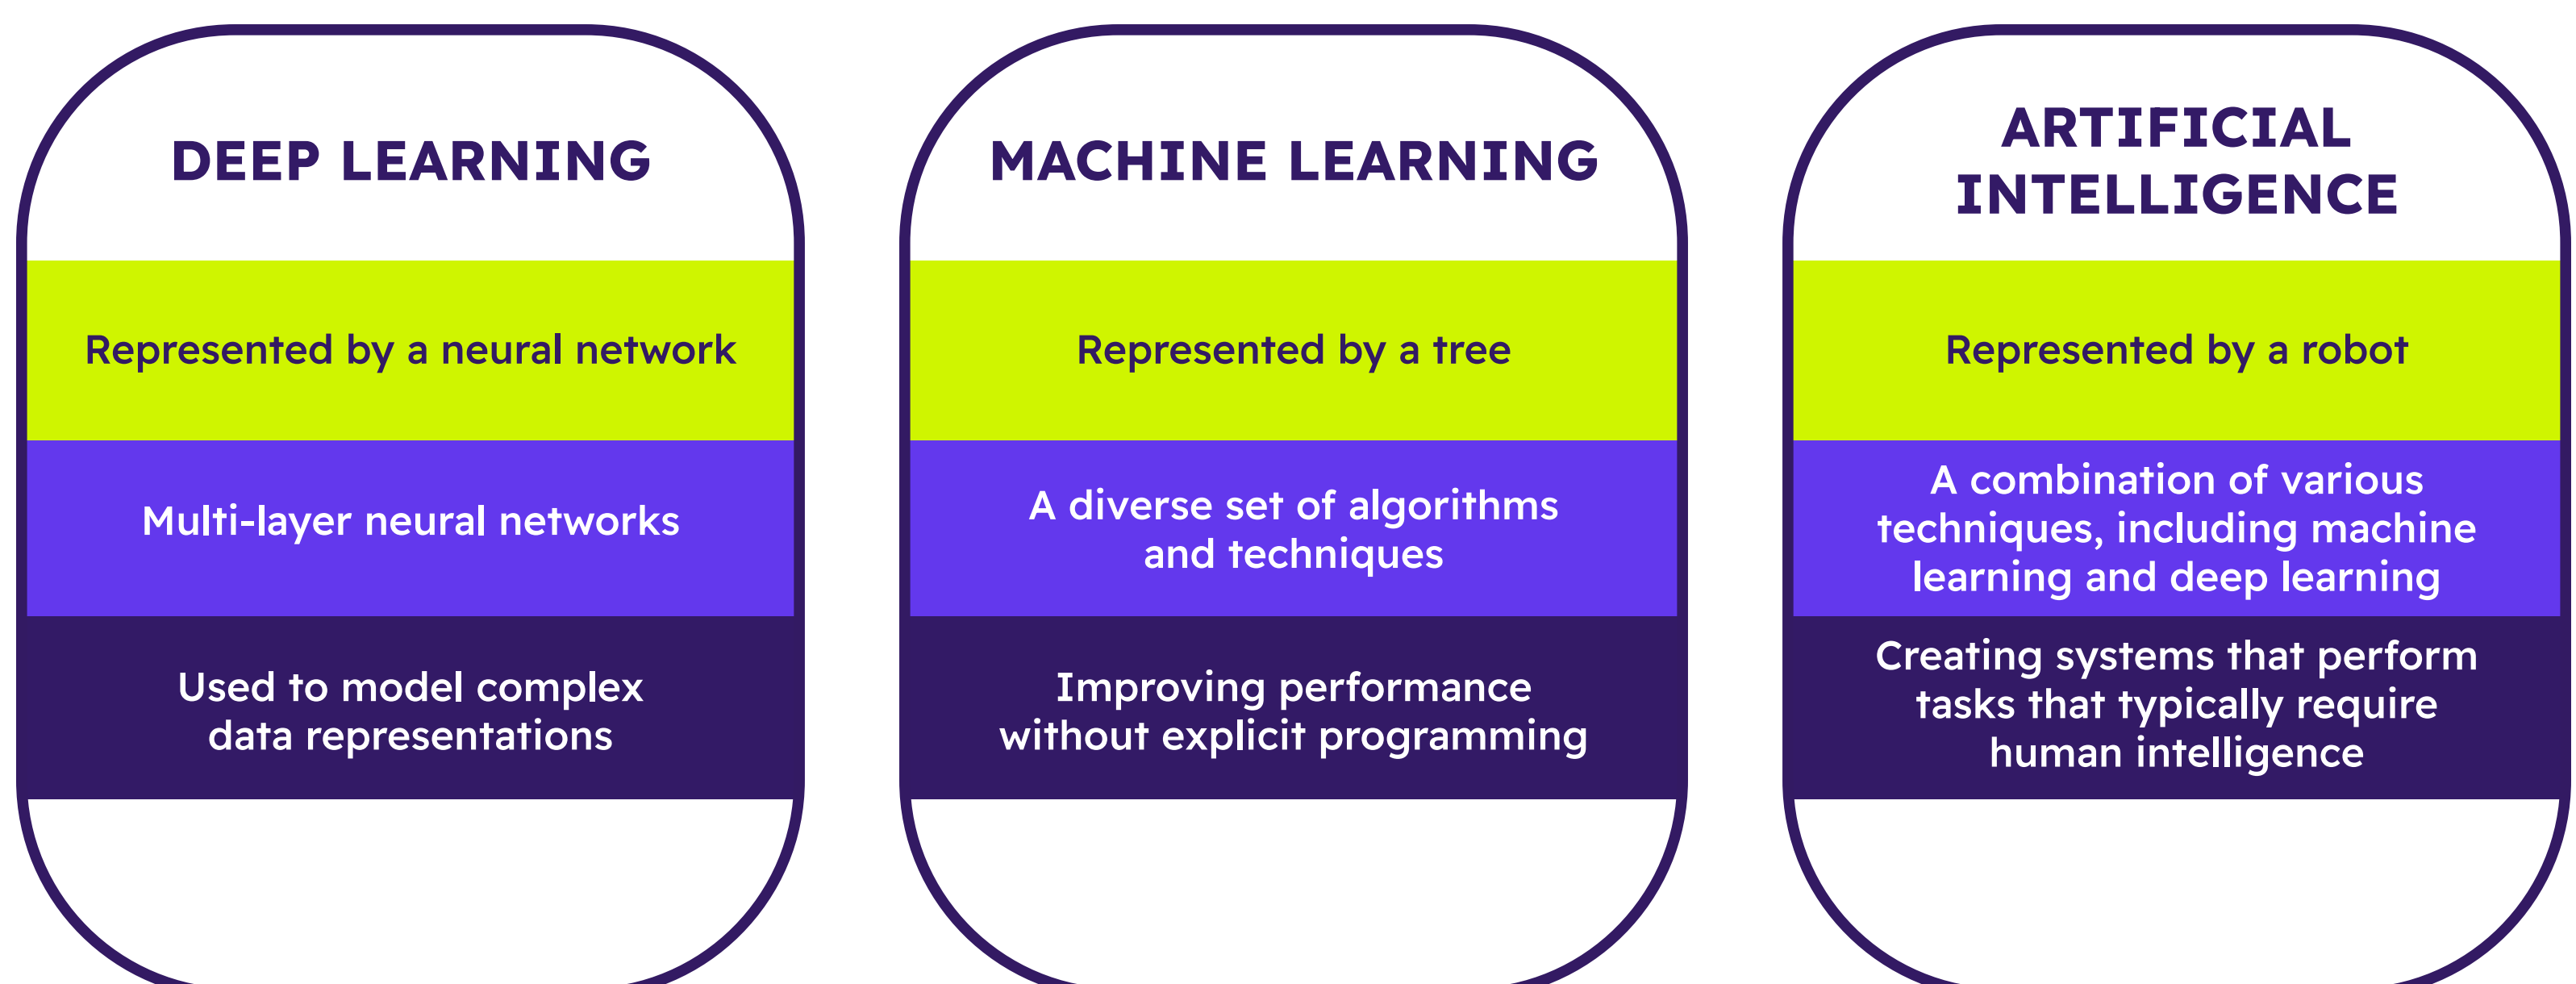 DEEP LEARNING
Represented by a neural network
Multi-layer neural networks
Used to model complex
data representations
MACHINE LEARNING
Represented by a tree
A diverse set of algorithms
and techniques
Improving performance
without explicit programming
ARTIFICIAL
INTELLIGENCE
Represented by a robot
A combination of various
techniques, including machine
learning and deep learning
Creating systems that perform
tasks that typically require
human intelligence